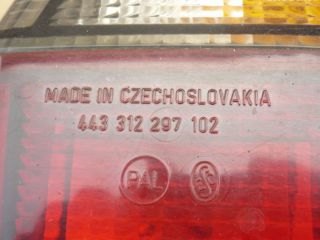 MADE IN CZECHOSLOVAKIA
443 312 297 102
PAL